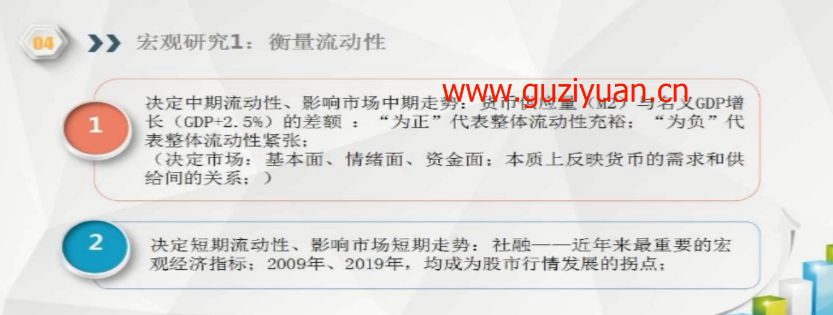 04 宏观研究1：衡量流动性
www.guziyuan.cn
1
决定中期流动性、影响市场中期走势：货币供应量（M2）与名义GDP增
长（GDP+2.5%）的差额 ：“为正”代表整体流动性充裕；“为负”代
表整体流动性紧张；
（决定市场：基本面、情绪面、资金面；本质上反映货币的需求和供
给间的关系；）
2
决定短期流动性、影响市场短期走势：社融——近年来最重要的宏
观经济指标；2009年、2019年，均成为股市行情发展的拐点；